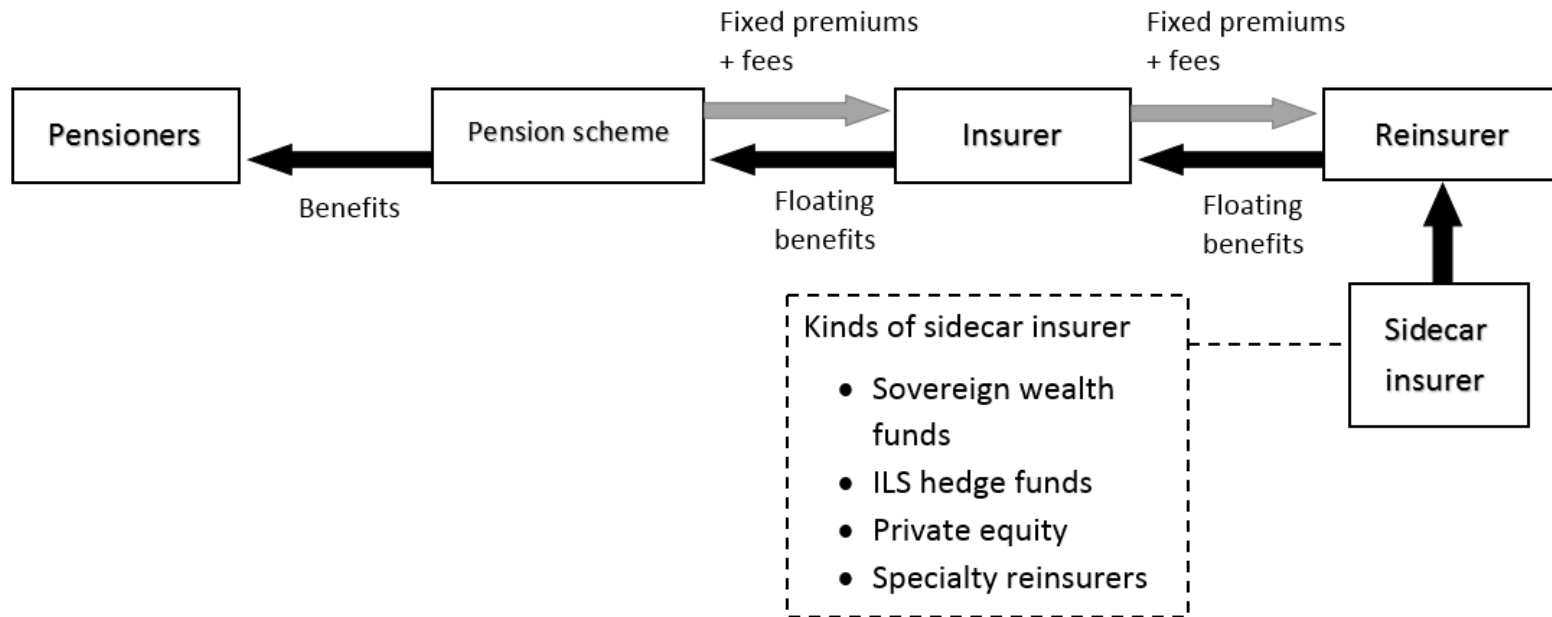 Fixed premiums
+ fees
Fixed premiums
+ fees
Pensioners
Pension scheme
Insurer
Reinsurer
Benefits
Floating
benefits
Floating
benefits
Kinds of sidecar insurer
• Sovereign wealth
funds
• ILS hedge funds
• Private equity
• Specialty reinsurers
Sidecar
insurer